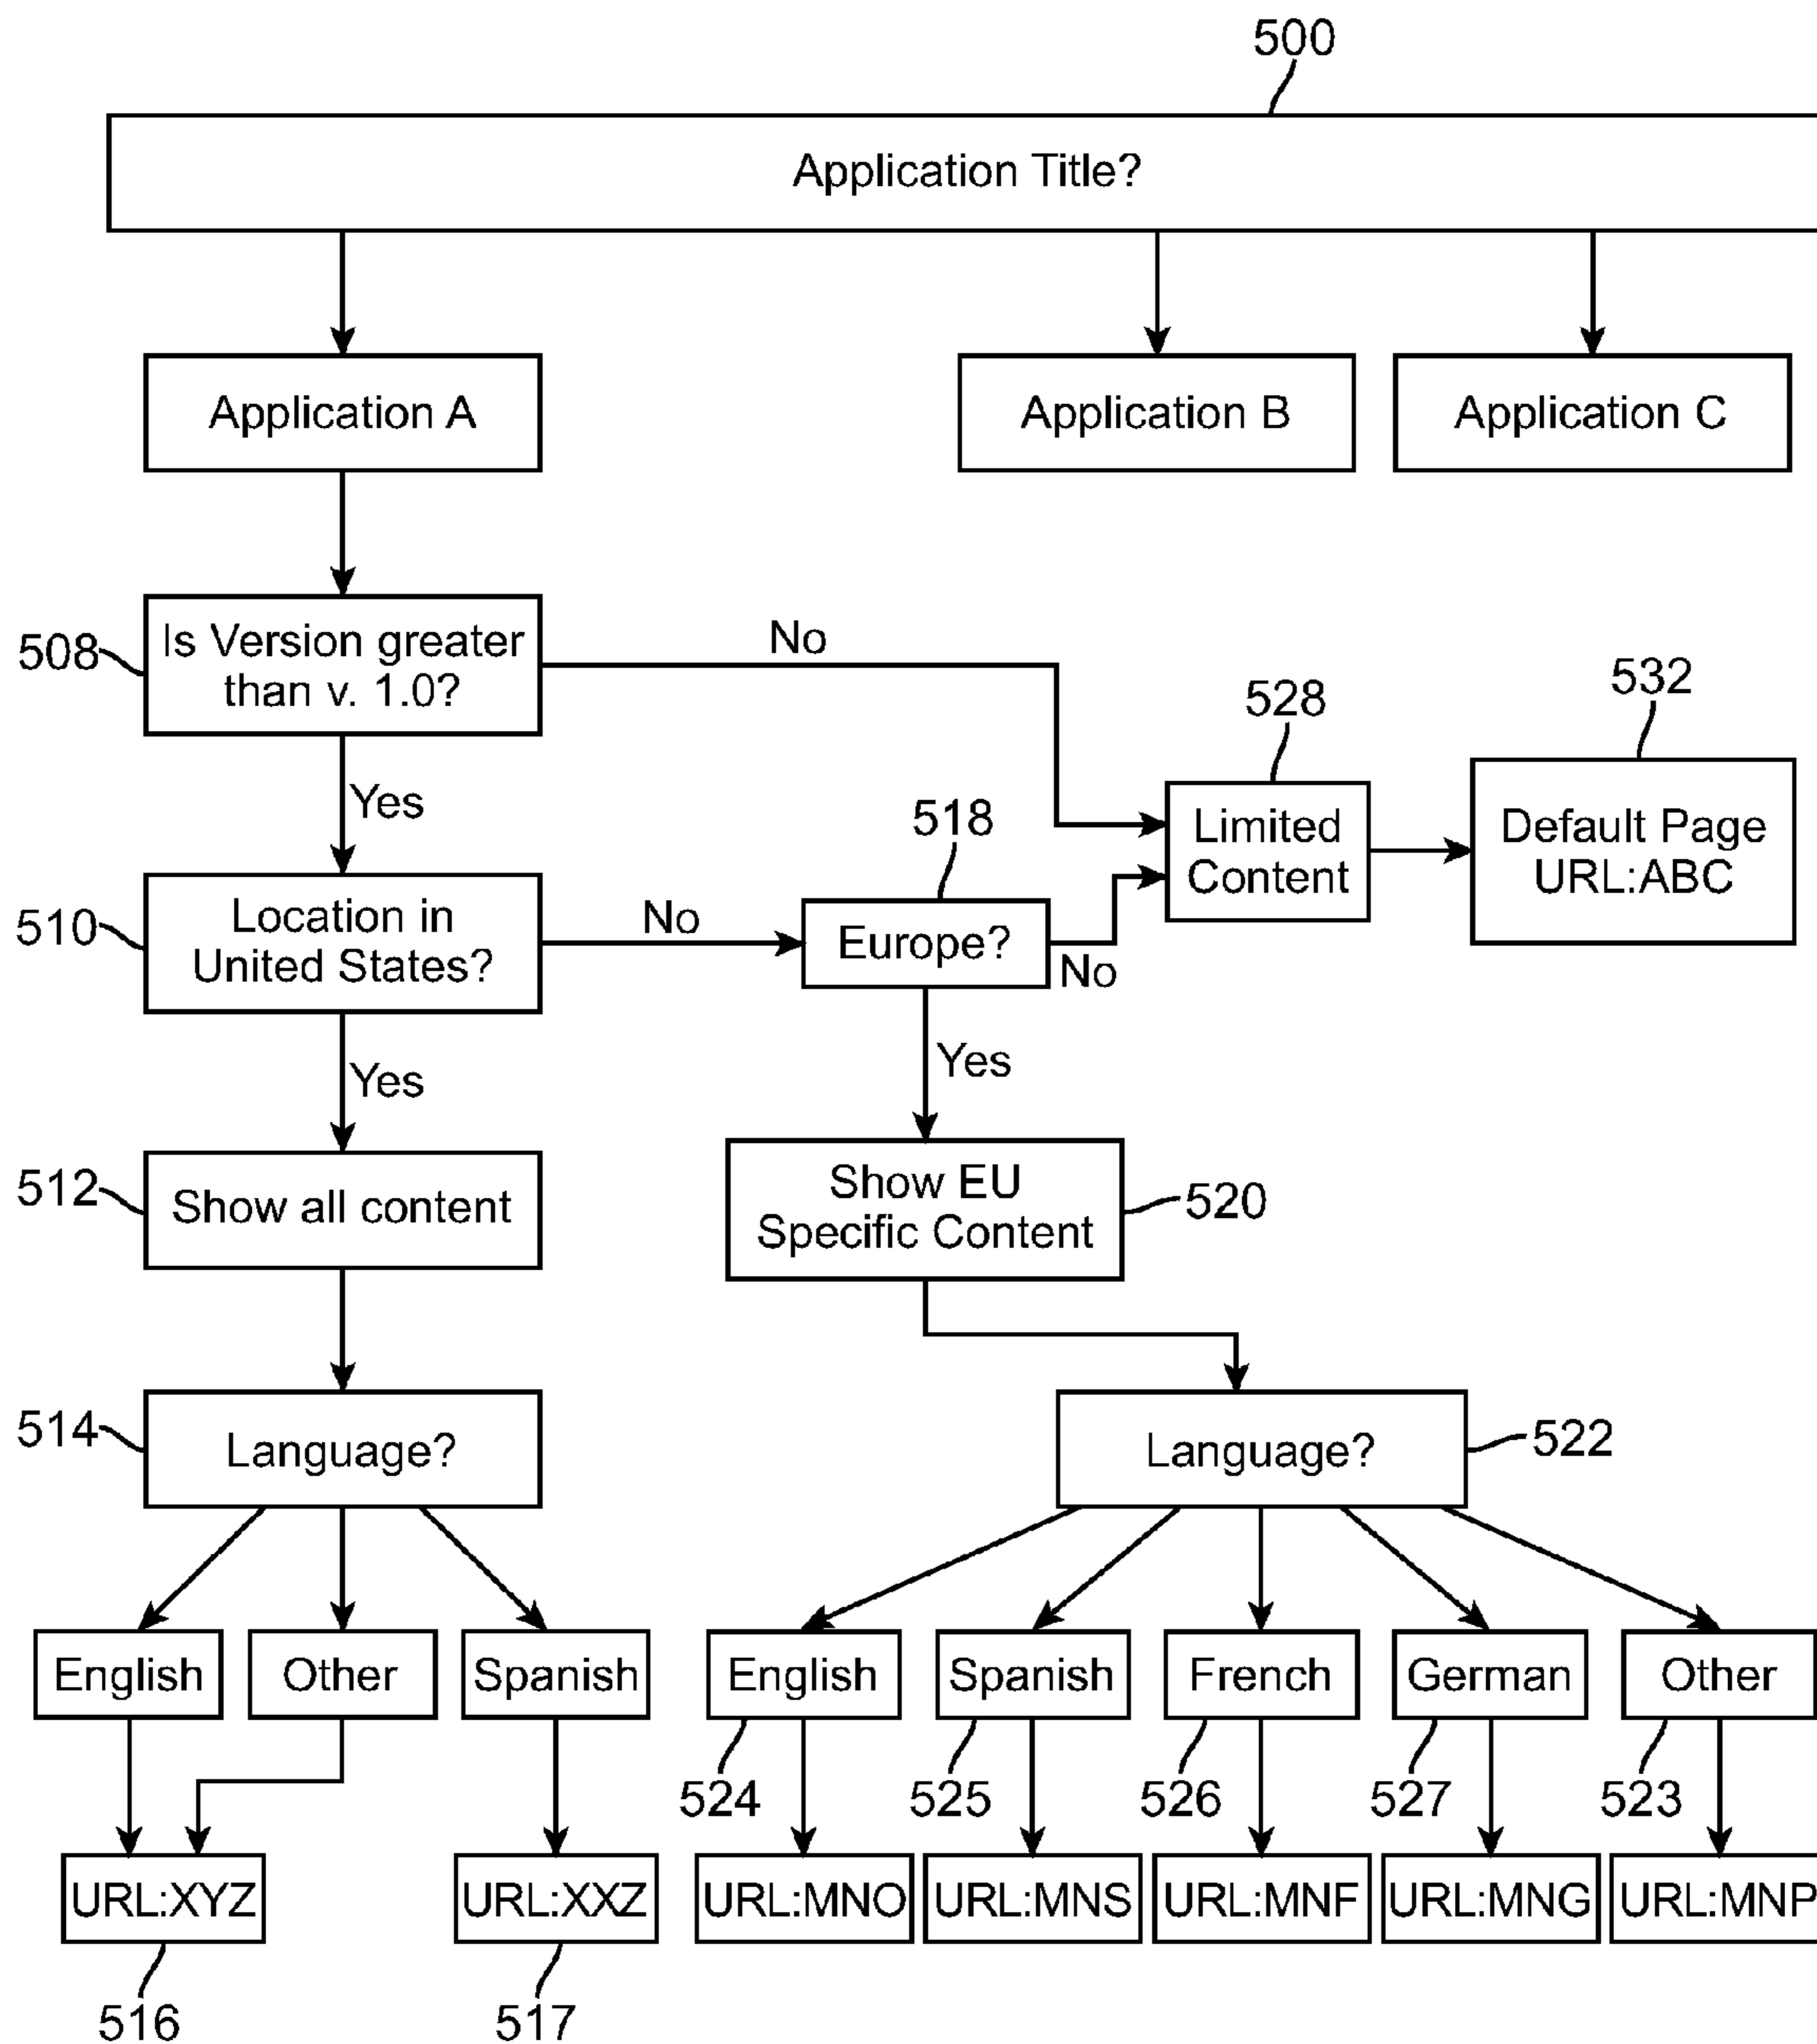 500
Application Title?
Application A
Application B
Application C
508
Is Version greater
than v. 1.0?
No
Yes
528
532
Limited
Content
Default Page
URL:ABC
518
510
Location in
United States?
No
Europe?
No
Yes
Yes
512
Show all content
Show EU
Specific Content
520
514
Language?
Language?
522
English
Other
Spanish
English
Spanish
French
German
Other
524
525
526
527
523
URL:XYZ
URL:XXZ
URL:MNO
URL:MNS
URL:MNF
URL:MNG
URL:MNP
516
517